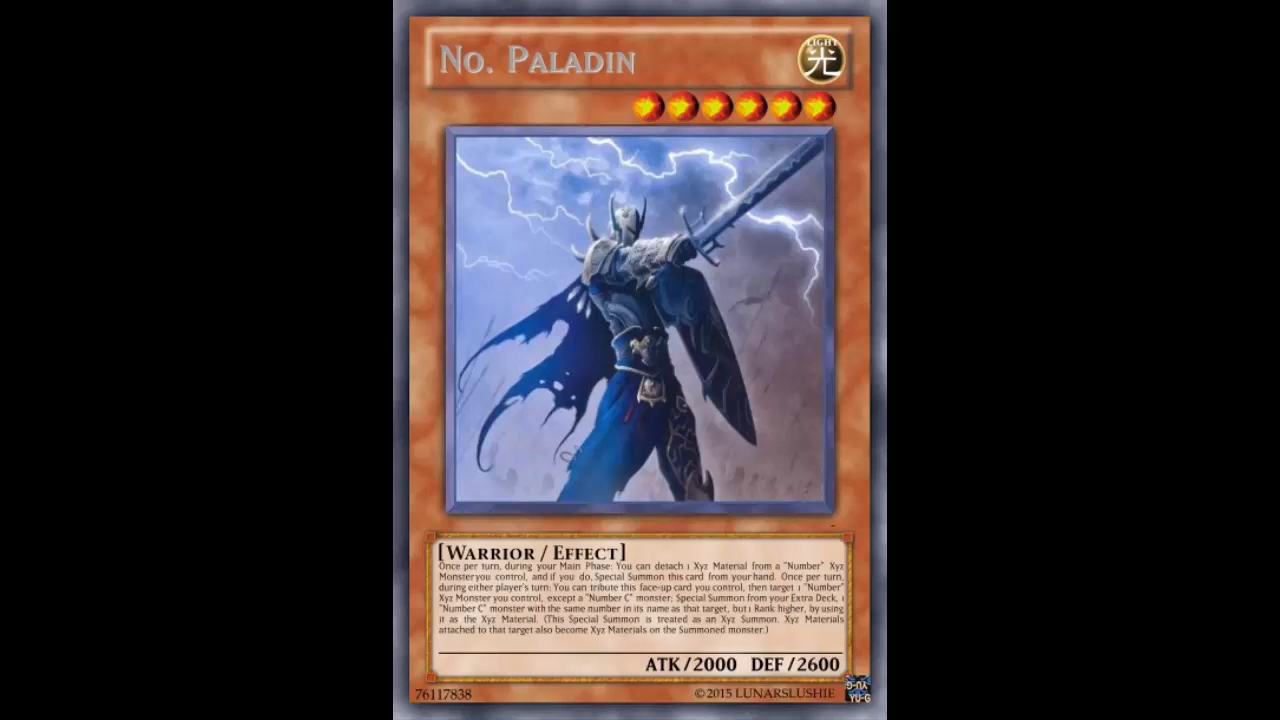 No. Paladin
LIGHT
光
[Warrior / Effect]
Once per turn, during your Main Phase: You can detach 1 Xyz Material from a "Number" Xyz
Monster you control, and if you do, Special Summon this card from your hand. Once per turn,
during either player's turn: You can tribute this face-up card you control, then target 1 "Number"
Xyz Monster you control, except a "Number C" monster; Special Summon from your Extra Deck, 1
"Number C" monster with the same number in its name as that target, but 1 Rank higher, by using
it as the Xyz Material. (This Special Summon is treated as an Xyz Summon. Xyz Materials
attached to that target also become Xyz Materials on the Summoned monster.)
ATK/2000 DEF/2600
76117838
©2015 LUNARSLUSHIE
YU-G